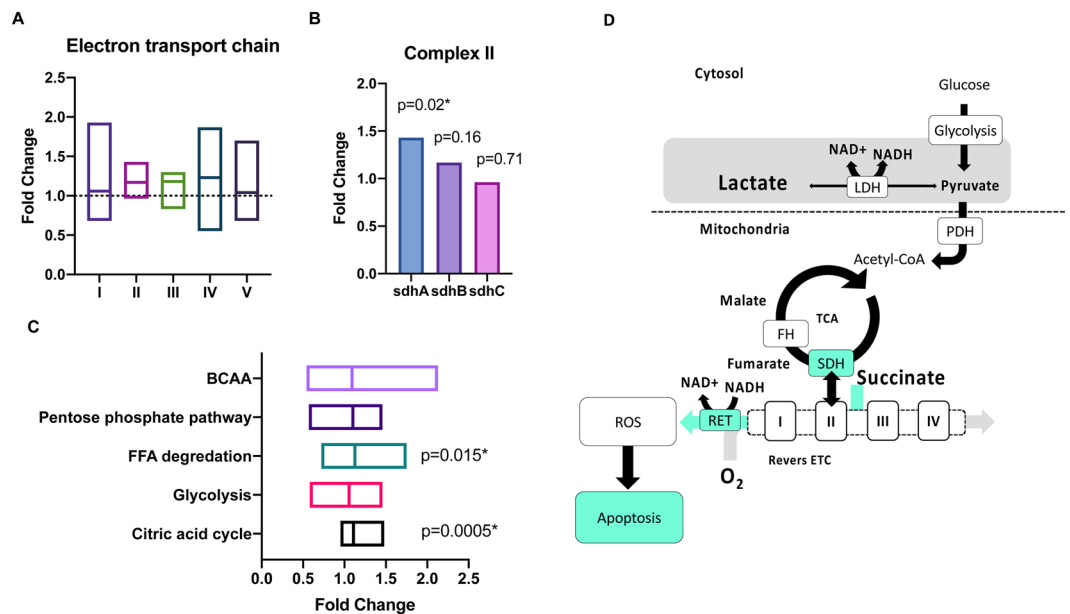 A
Electron transport chain
Fold Change
2.5
2.0
1.5
1.0
0.5
0.0
I II III IV V
B
Complex II
Fold Change
2.0
1.5
1.0
0.5
0.0
p=0.02*
p=0.16
p=0.71
sdhA sdhB sdhC
C
BCAA
Pentose phosphate pathway
FFA degredation
p=0.015*
Glycolysis
Citric acid cycle
p=0.0005*
0.0 0.5 1.0 1.5 2.0 2.5
Fold Change
D
Cytosol
Glucose
Glycolysis
NAD+ NADH
Lactate
LDH
Pyruvate
Mitochondria
PDH
Acetyl-CoA
Malate
TCA
FH
Fumarate
SDH
Succinate
NAD+ NADH
ROS
RET
I II III IV
Revers ETC
O2
Apoptosis